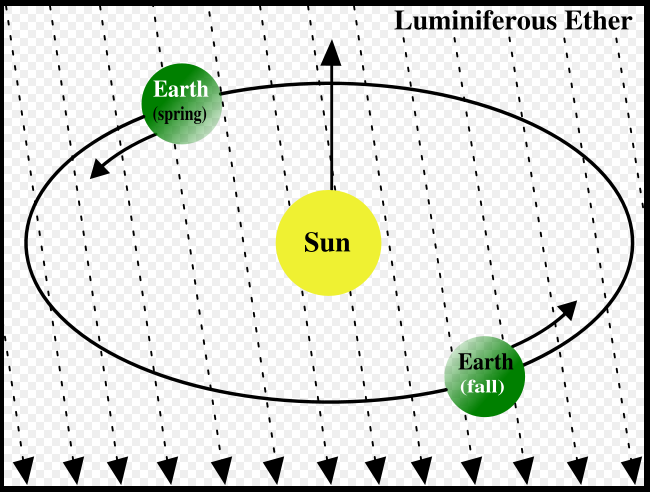 Luminiferous Ether
Earth
(spring)
Sun
Earth
(fall)